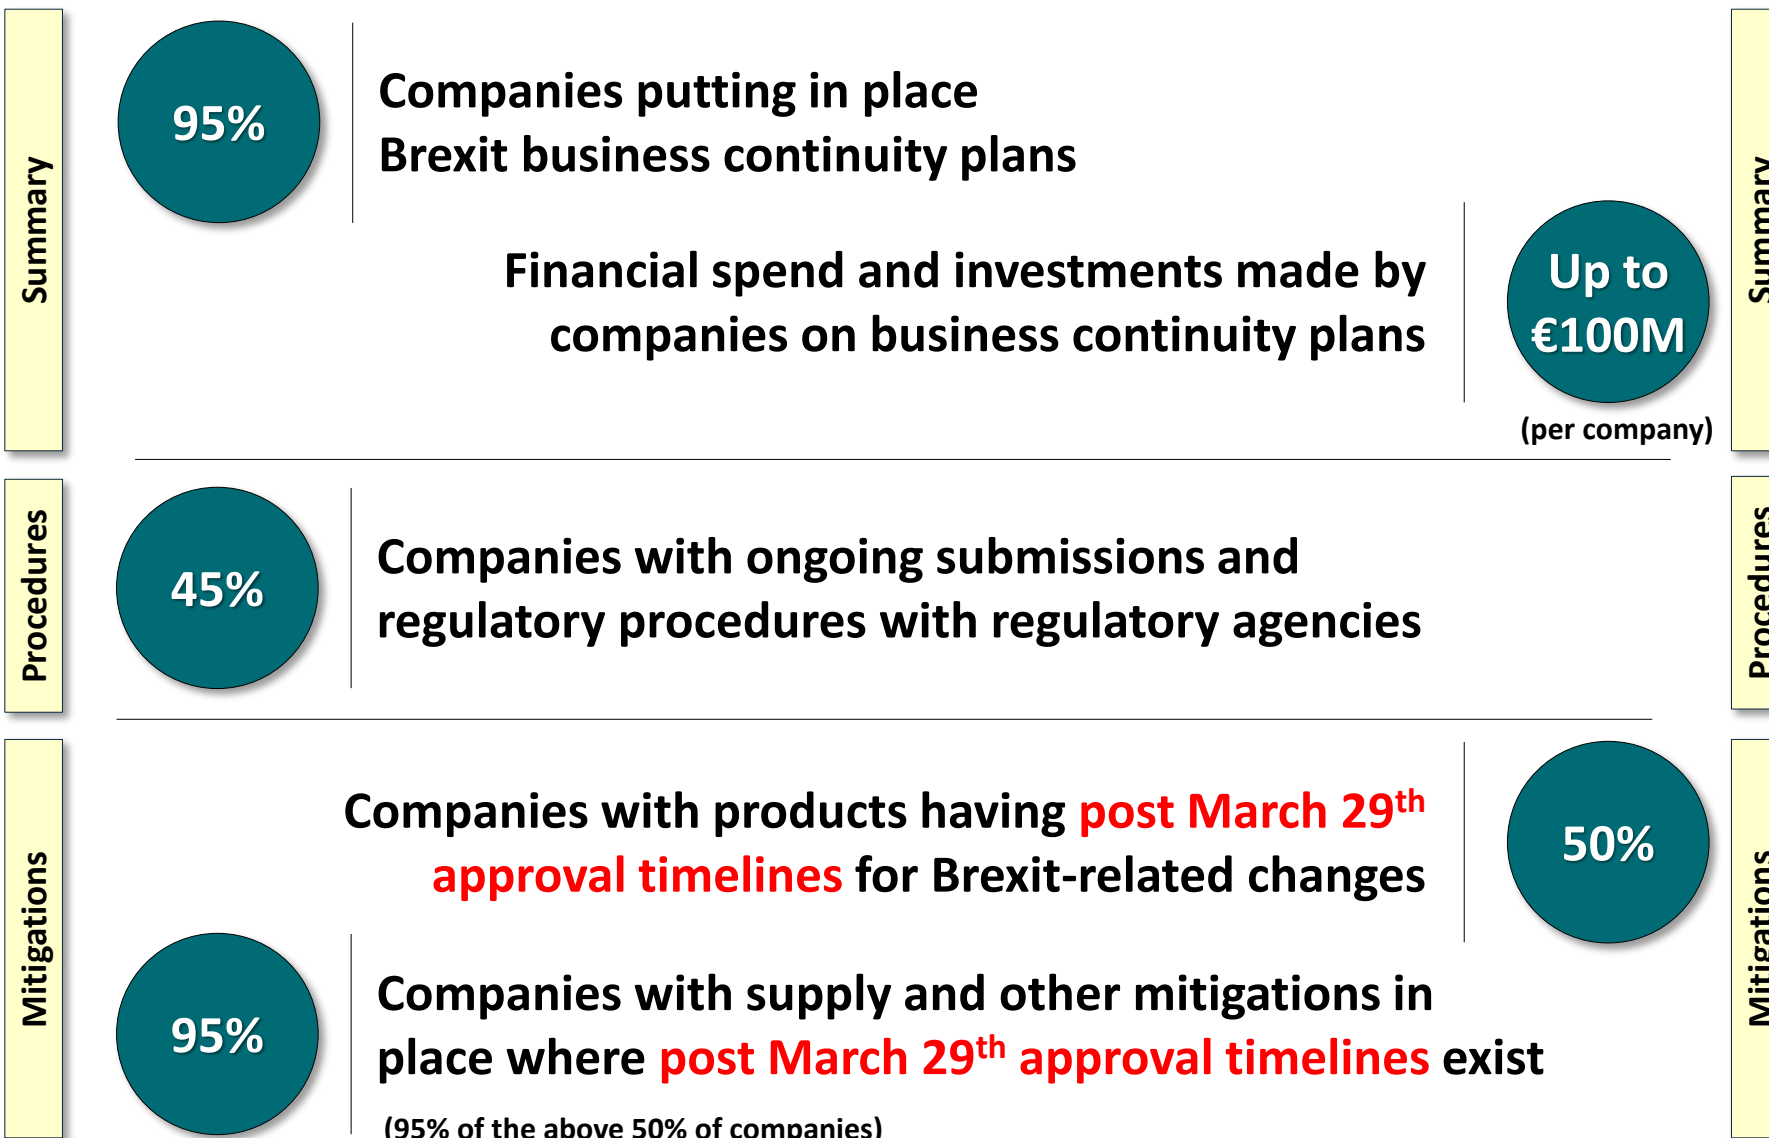 Summary
95%
Companies putting in place
Brexit business continuity plans
Financial spend and investments made by
companies on business continuity plans
Up to
€100M
(per company)
Summary
Procedures
45%
Companies with ongoing submissions and
regulatory procedures with regulatory agencies
Procedures
Mitigations
Companies with products having post March 29th
approval timelines for Brexit-related changes
50%
95%
Companies with supply and other mitigations in
place where post March 29th approval timelines exist
(95% of the above 50% of companies)
Mitigations